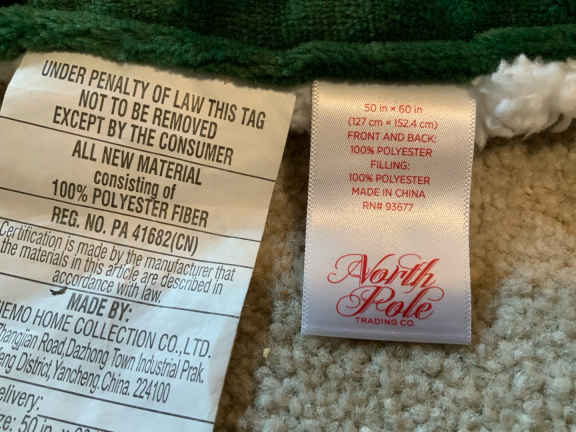 UNDER PENALTY OF LAW THIS TAG
NOT TO BE REMOVED
EXCEPT BY THE CONSUMER
ALL NEW MATERIAL
consisting of
100% POLYESTER FIBER
REG. NO. PA 41682(CN)
Certification is made by the manufacturer that
the materials in this article are described in
accordance with law.
MADE BY:
HOME COLLECTION CO.,LTD.
Road,Dazhong Town Industrial Prak.
District,Yancheng,China. 224100
50 in × 60 in
(127 cm × 152.4 cm)
FRONT AND BACK:
100% POLYESTER
FILLING:
100% POLYESTER
MADE IN CHINA
RN# 93677
North
Pole
TRADING CO.